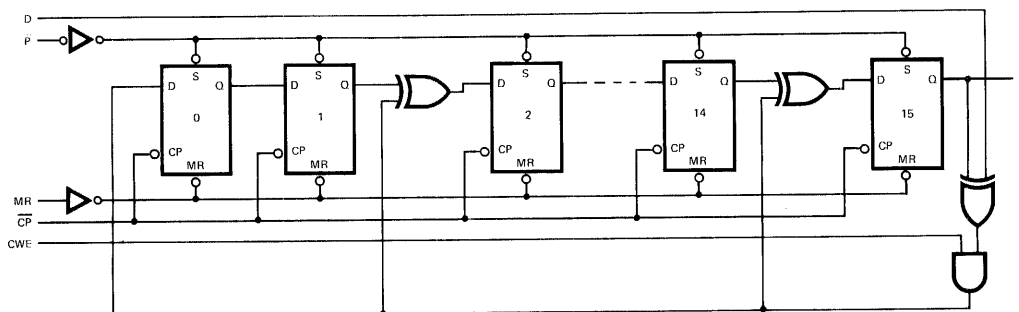 D
P
S S S S S
D Q D Q D Q D Q D Q
0 1 2 14 15
CP CP CP CP CP
MR MR MR MR MR
MR
CP
CWE